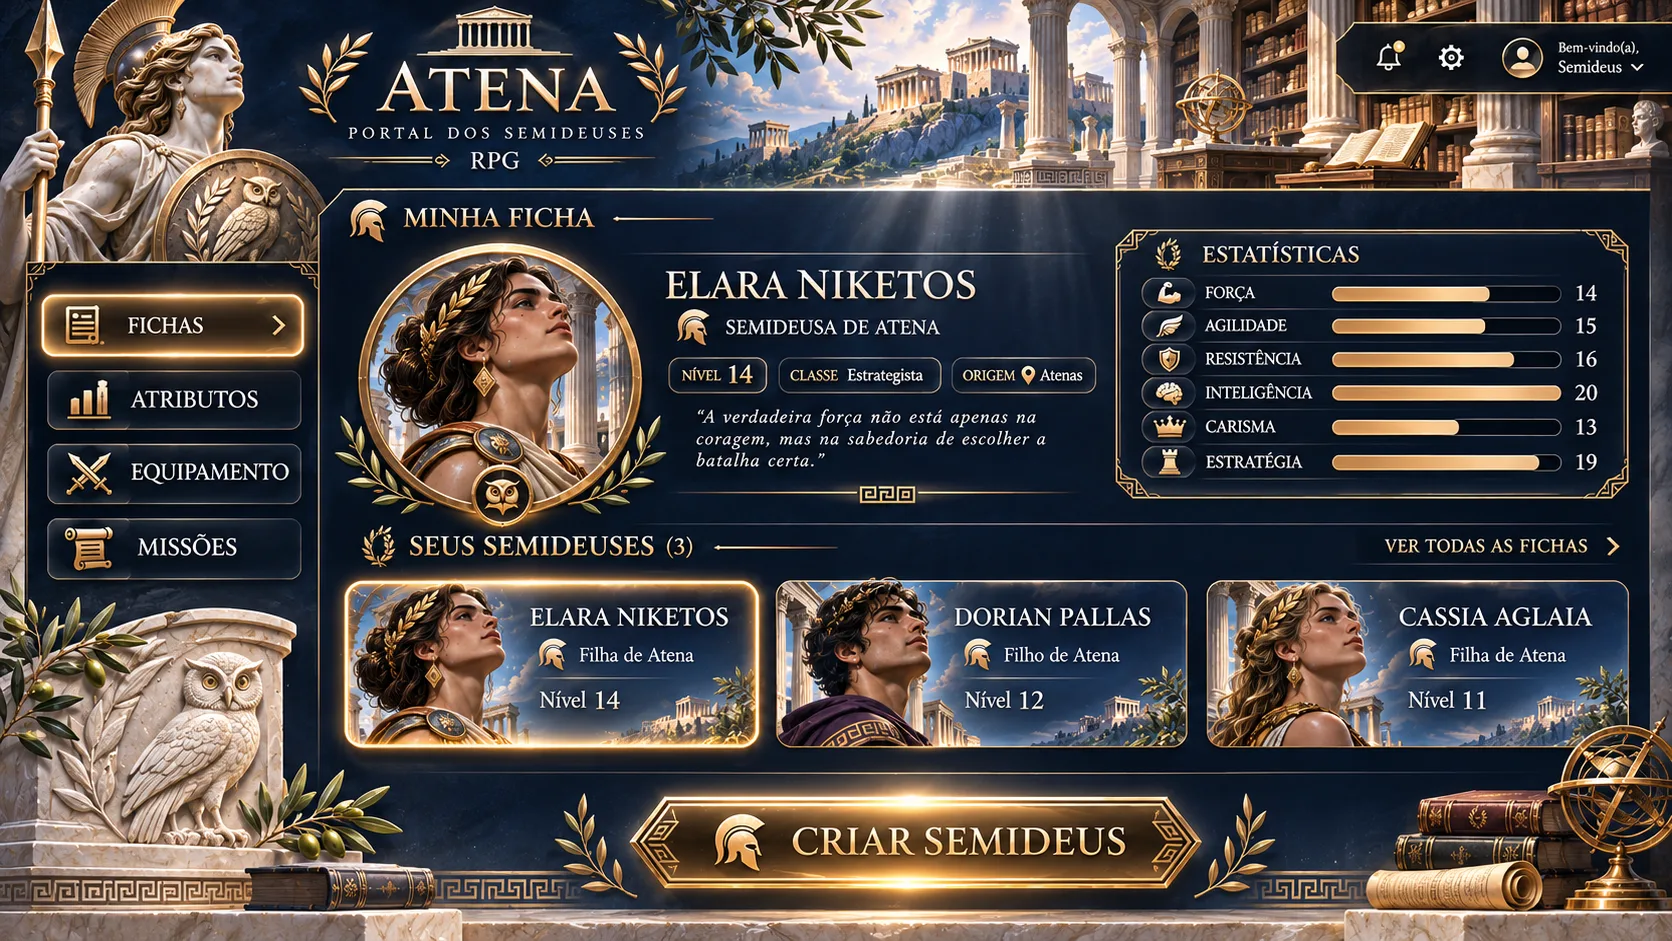 ATENA
PORTAL DOS SEMIDEUSES
RPG
Bem-vindo(a),
Semideus
MINHA FICHA
FICHAS
ATRIBUTOS
EQUIPAMENTO
MISSÕES
ELARA NIKETOS
SEMIDEUSA DE ATENA
NÍVEL 14
CLASSE Estrategista
ORIGEM Atenas
“A verdadeira força não está apenas na
coragem, mas na sabedoria de escolher a
batalha certa.”
ESTATÍSTICAS
FORÇA 14
AGILIDADE 15
RESISTÊNCIA 16
INTELIGÊNCIA 20
CARISMA 13
ESTRATÉGIA 19
SEUS SEMIDEUSES (3)
VER TODAS AS FICHAS
ELARA NIKETOS
Filha de Atena
Nível 14
DORIAN PALLAS
Filho de Atena
Nível 12
CASSIA AGLAIA
Filha de Atena
Nível 11
CRIAR SEMIDEUS